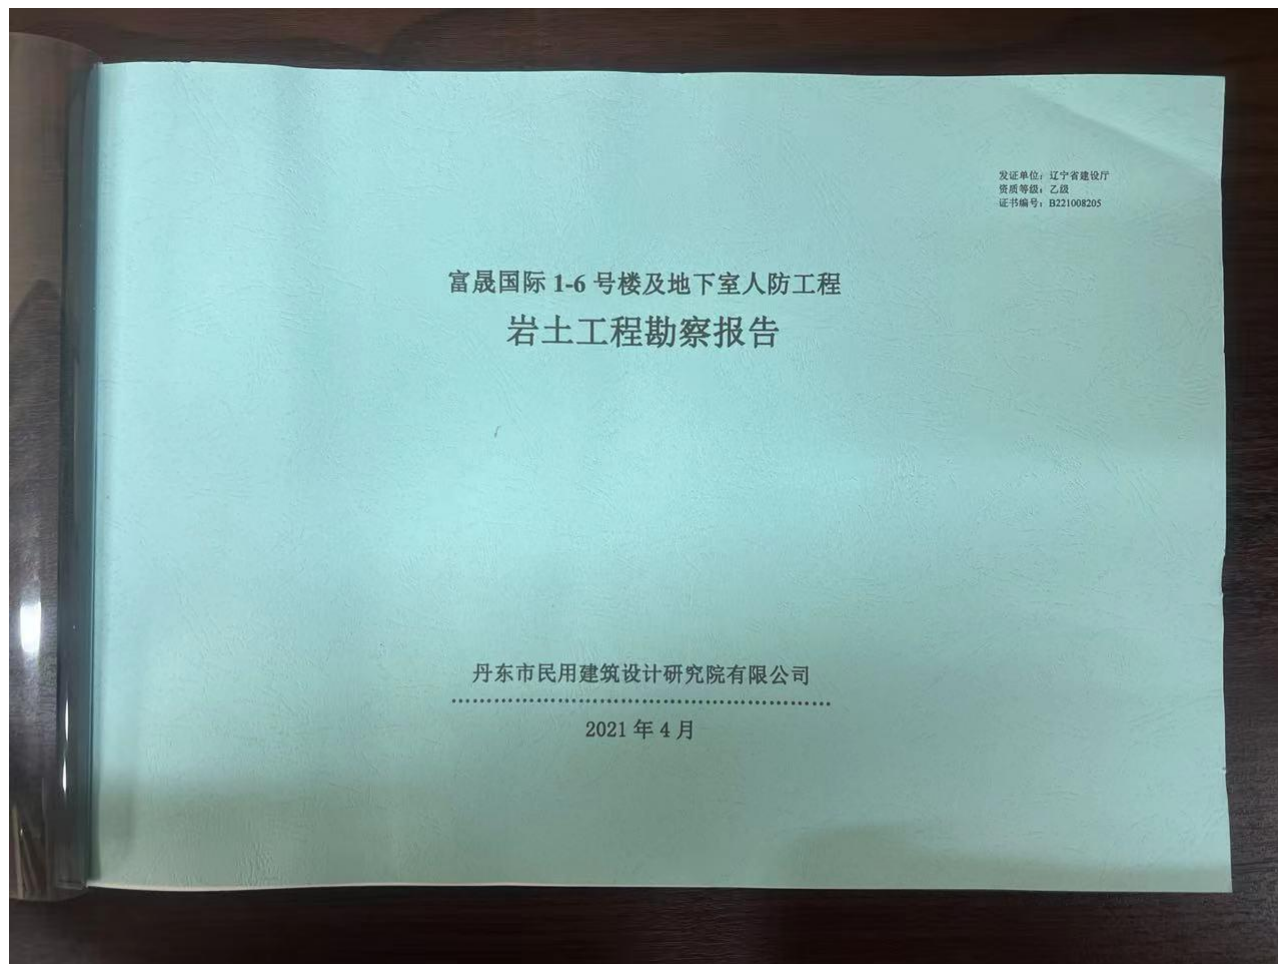 发证单位：辽宁省建设厅
资质等级：乙级
证书编号：B221008205
富晟国际 1-6 号楼及地下室人防工程
岩土工程勘察报告
丹东市民用建筑设计研究院有限公司
2021 年 4 月